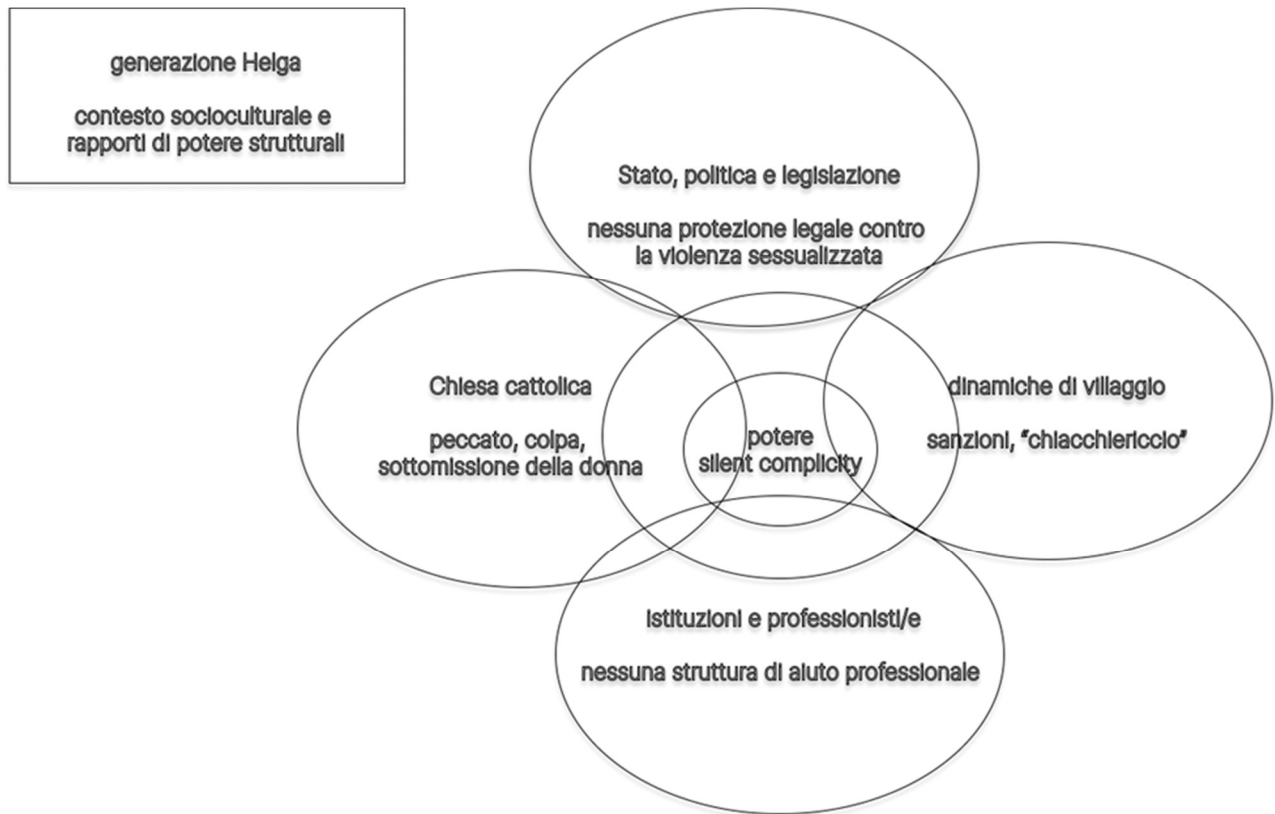 generazione Helga
contesto socioculturale e
rapporti di potere strutturali
Stato, politica e legislazione
nessuna protezione legale contro
la violenza sessualizzata
Chiesa cattolica
peccato, colpa,
sottomissione della donna
potere
silent complicity
dinamiche di villaggio
sanzioni, "chiacchiericcio"
istituzioni e professionisti/e
nessuna struttura di aiuto professionale